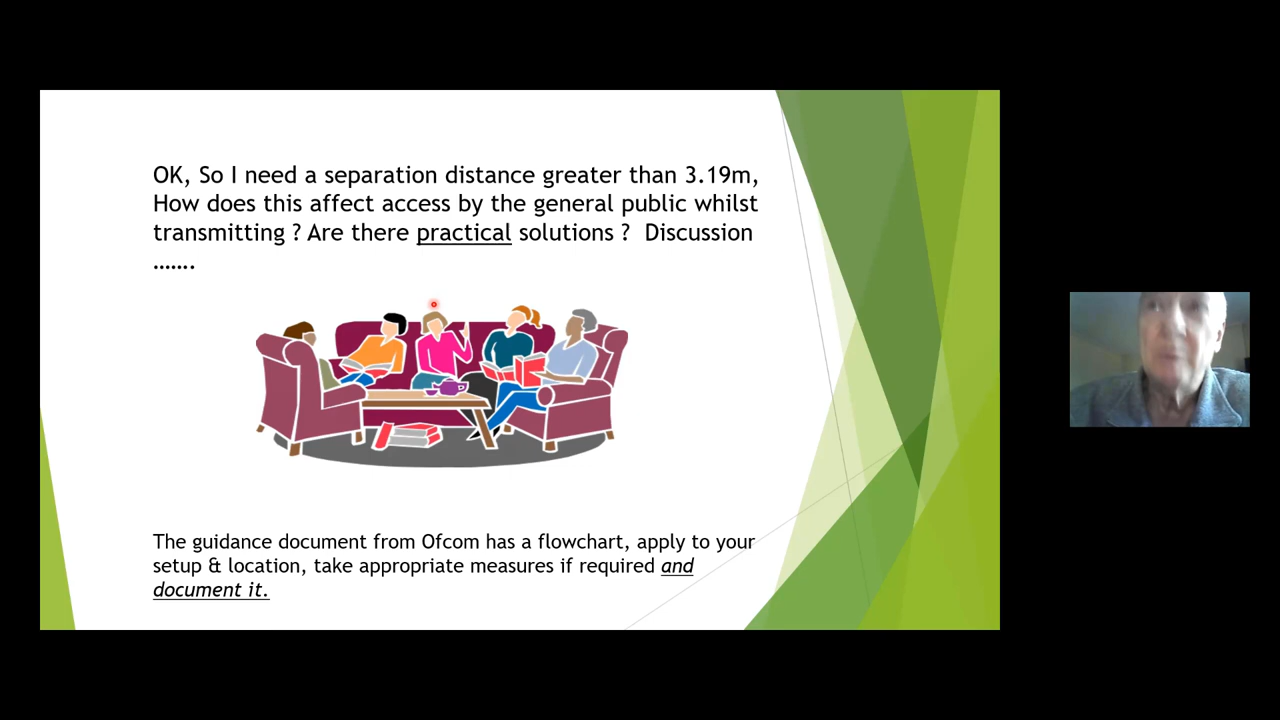 OK, So I need a separation distance greater than 3.19m,
How does this affect access by the general public whilst
transmitting ? Are there practical solutions ?  Discussion
…….
The guidance document from Ofcom has a flowchart, apply to your
setup & location, take appropriate measures if required and
document it.